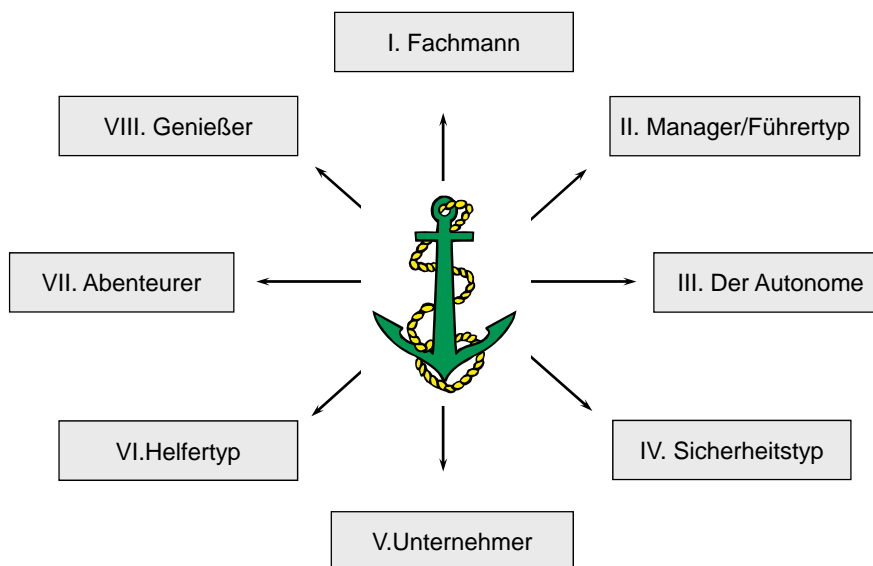 I. Fachmann
II. Manager/Führertyp
III. Der Autonome
IV. Sicherheitstyp
V.Unternehmer
VI.Helfertyp
VII. Abenteurer
VIII. Genießer